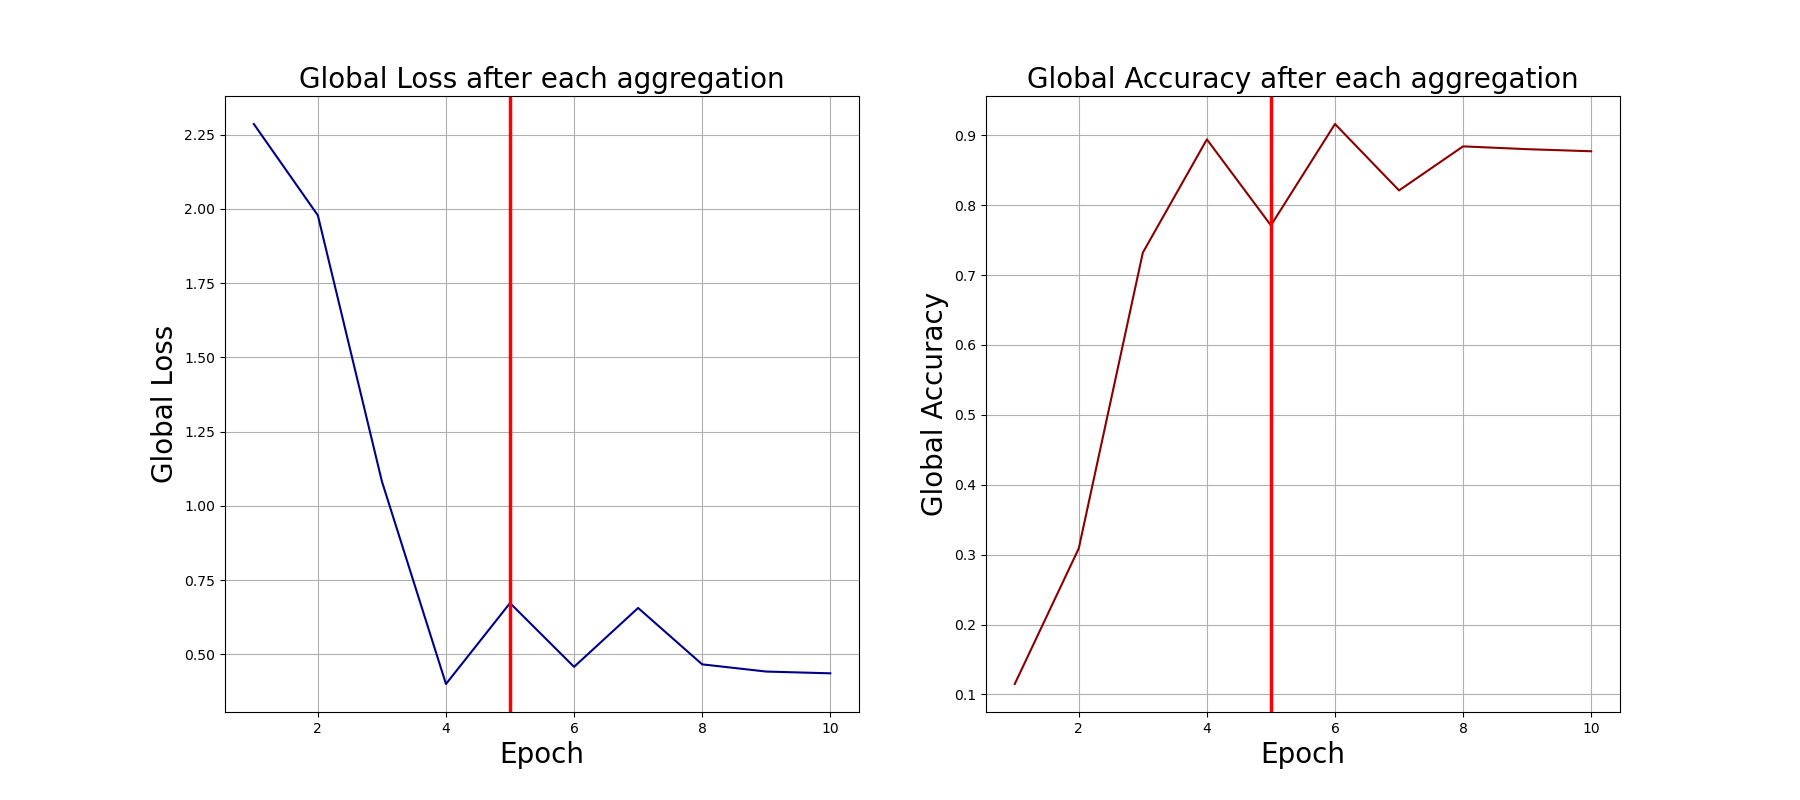 Global Loss after each aggregation
Global Loss
2.25
2.00
1.75
1.50
1.25
1.00
0.75
0.50
2 4 6 8 10
Epoch
Global Accuracy after each aggregation
Global Accuracy
0.9
0.8
0.7
0.6
0.5
0.4
0.3
0.2
0.1
2 4 6 8 10
Epoch